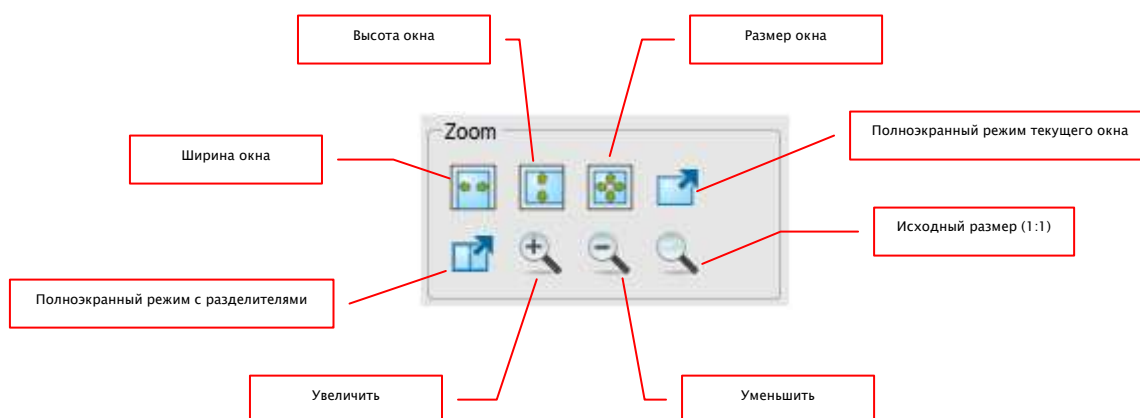 Высота окна
Размер окна
Полноэкранный режим текущего окна
Zoom
Ширина окна
Исходный размер (1:1)
Полноэкранный режим с разделителями
Увеличить
Уменьшить